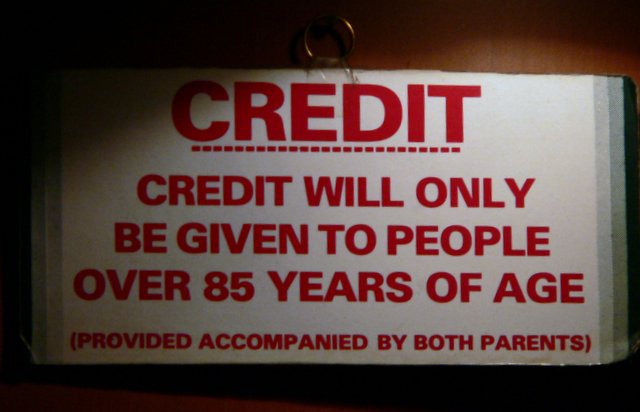 CREDIT
CREDIT WILL ONLY
BE GIVEN TO PEOPLE
OVER 85 YEARS OF AGE
(PROVIDED ACCOMPANIED BY BOTH PARENTS)